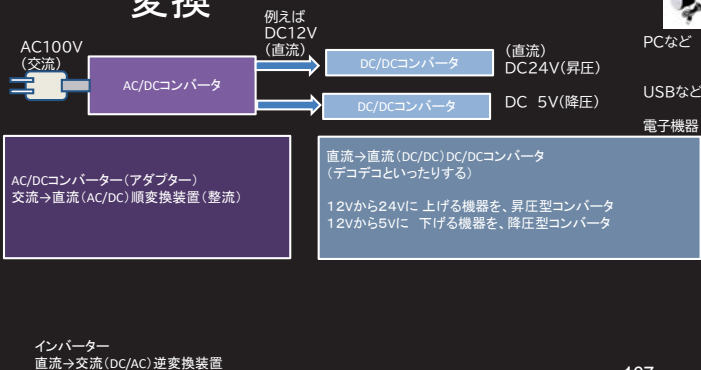 変換
例えば
DC12V
(直流)
AC100V
(交流)
AC/DCコンバータ
DC/DCコンバータ
(直流)
DC24V(昇圧)
DC/DCコンバータ
DC 5V(降圧)
PCなど
USBなど
電子機器
AC/DCコンバーター(アダプター)
交流→直流(AC/DC)順変換装置(整流)
直流→直流(DC/DC)DC/DCコンバータ
(デコデコといったりする)
12Vから24Vに 上げる機器を、昇圧型コンバータ
12Vから5Vに 下げる機器を、降圧型コンバータ
インバーター
直流→交流(DC/AC)逆変換装置